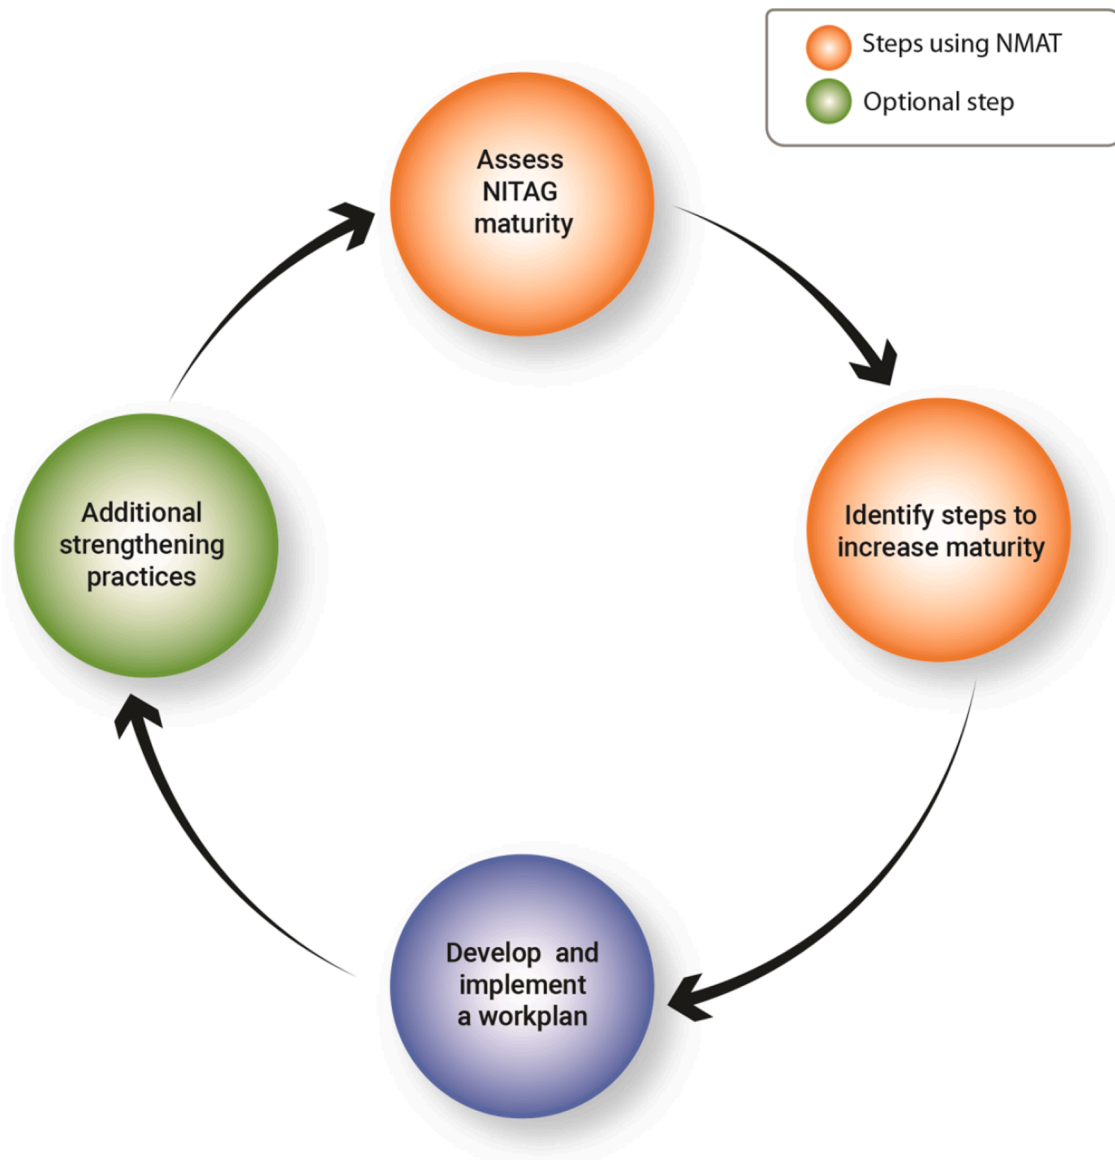 Steps using NMAT
Optional step
Assess
NITAG
maturity
Identify steps to
increase maturity
Develop and
implement
a workplan
Additional
strengthening
practices